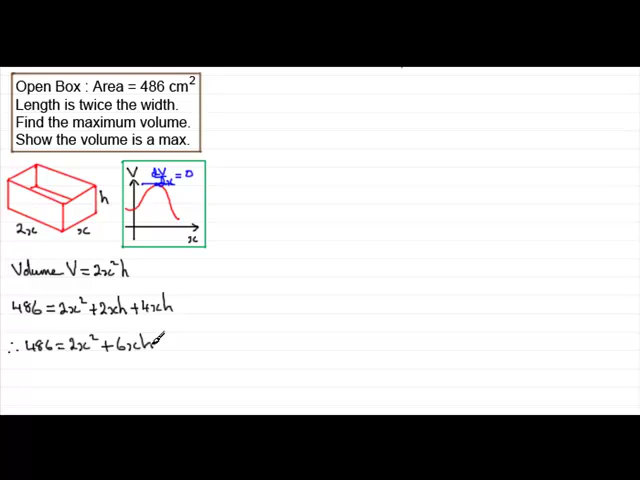 Open Box : Area = 486 cm²
Length is twice the width.
Find the maximum volume.
Show the volume is a max.
V
dV/dx = 0
h
2x
x
x
Volume V = 2x²h
486 = 2x² + 2xh + 4xh
∴ 486 = 2x² + 6xh